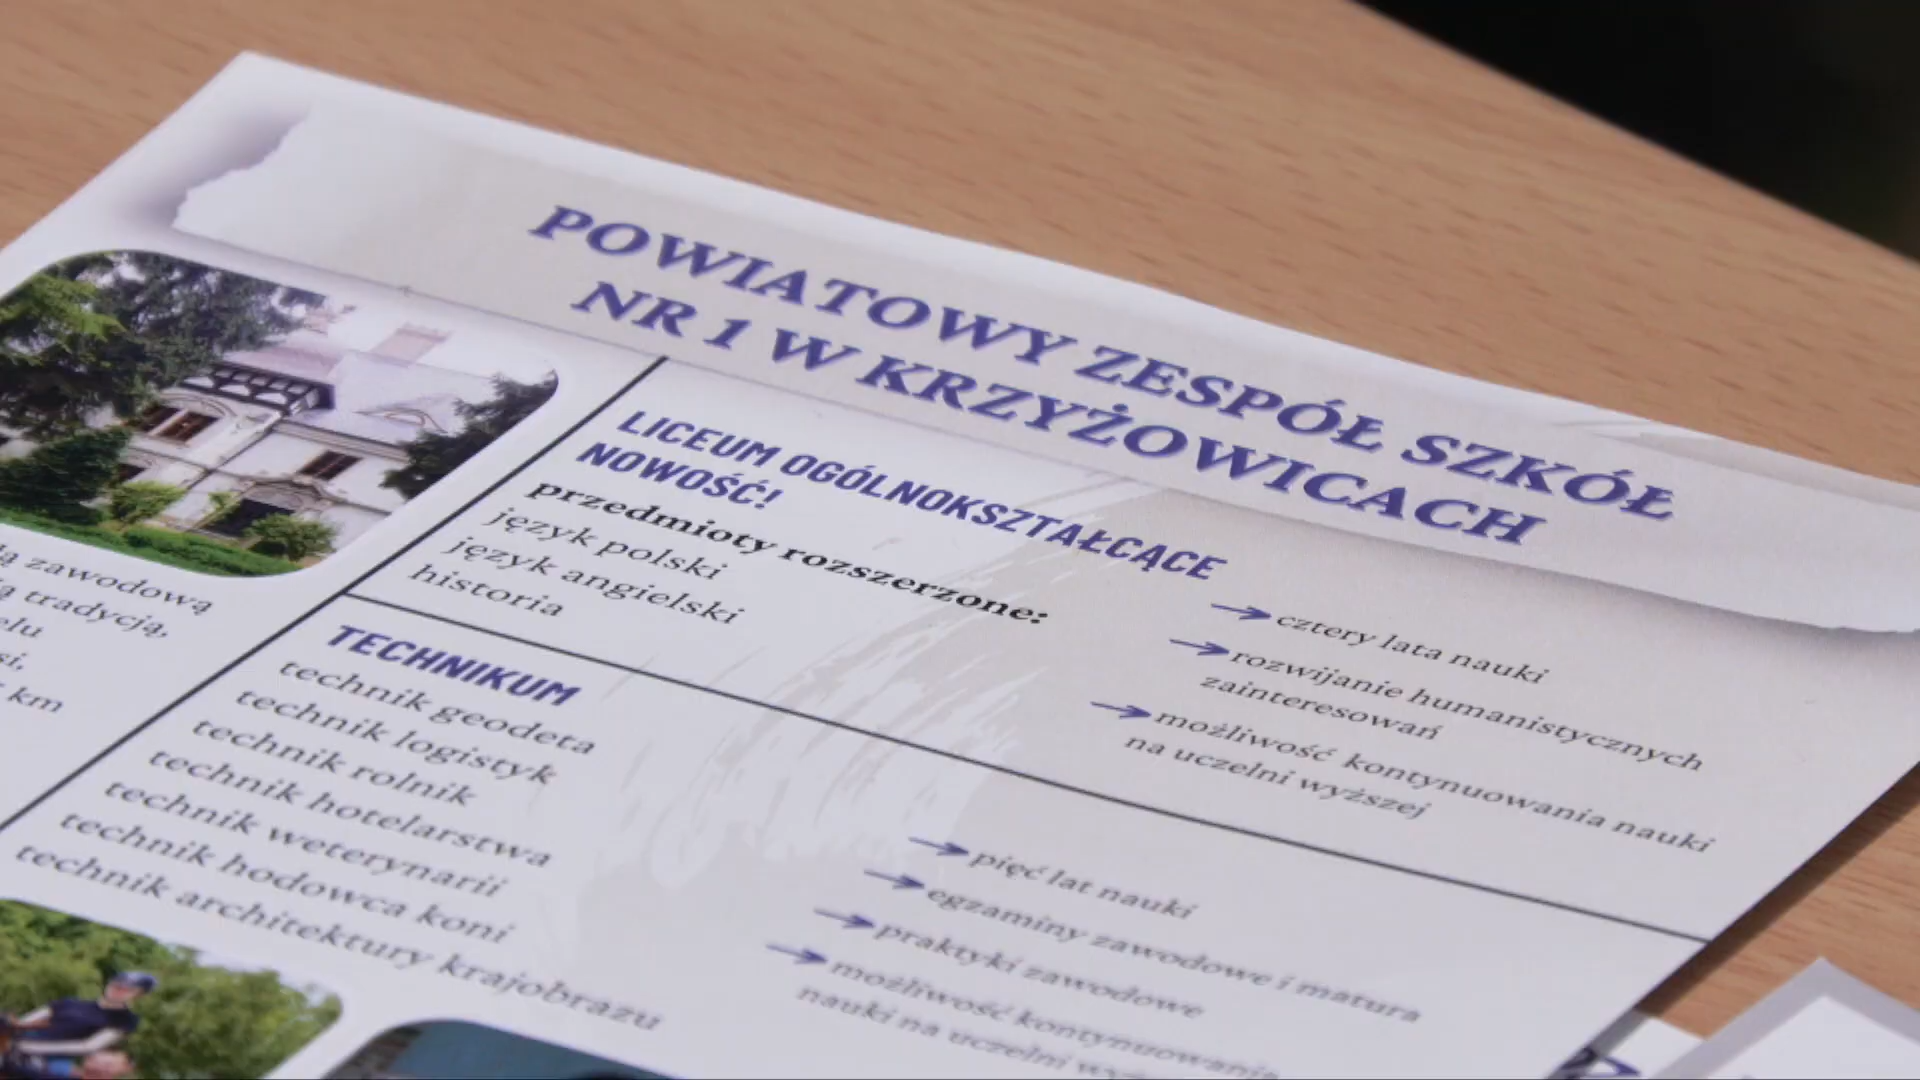 POWIATOWY ZESPÓŁ SZKÓŁ
NR 1 W KRZYŻOWICACH
zawodową
tradycją,
km
LICEUM OGÓLNOKSZTAŁCĄCE
NOWOŚĆ!
przedmioty rozszerzone:
język polski
język angielski
historia
cztery lata nauki
rozwijanie humanistycznych
zainteresowań
możliwość kontynuowania nauki
na uczelni wyższej
TECHNIKUM
technik geodeta
technik logistyk
technik rolnik
technik hotelarstwa
technik weterynarii
technik hodowca koni
technik architektury krajobrazu
pięć lat nauki
egzaminy zawodowe i matura
praktyki zawodowe
możliwość kontynuowania
nauki na uczelni